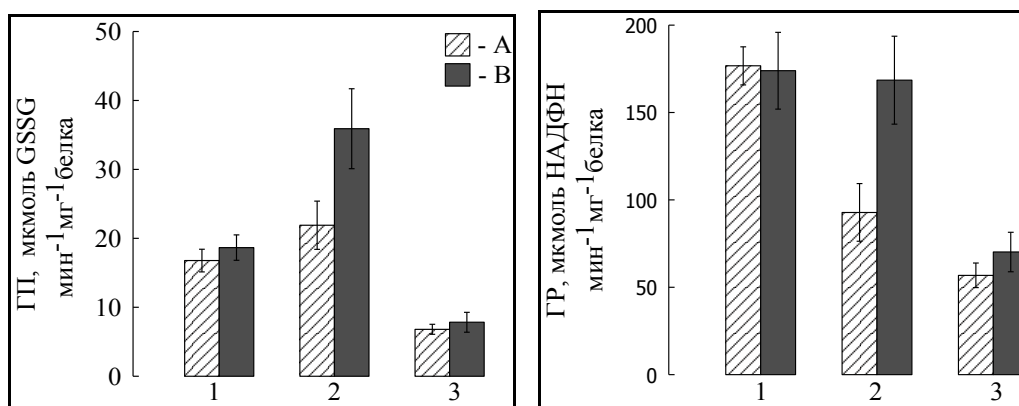 ГП, мкмоль GSSG
мин⁻¹мг⁻¹белка
50
40
30
20
10
0
- A
- B
1 2 3
ГР, мкмоль НАДФН
мин⁻¹мг⁻¹белка
200
150
100
50
0
1 2 3